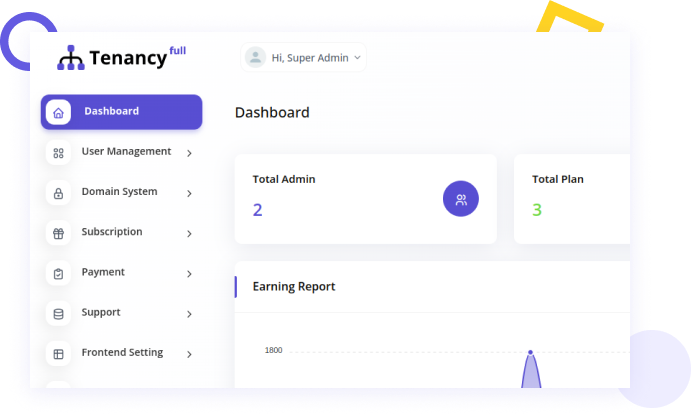 Tenancy full
Hi, Super Admin
Dashboard
User Management
Domain System
Subscription
Payment
Support
Frontend Setting
Dashboard
Total Admin
2
Total Plan
3
Earning Report
1800